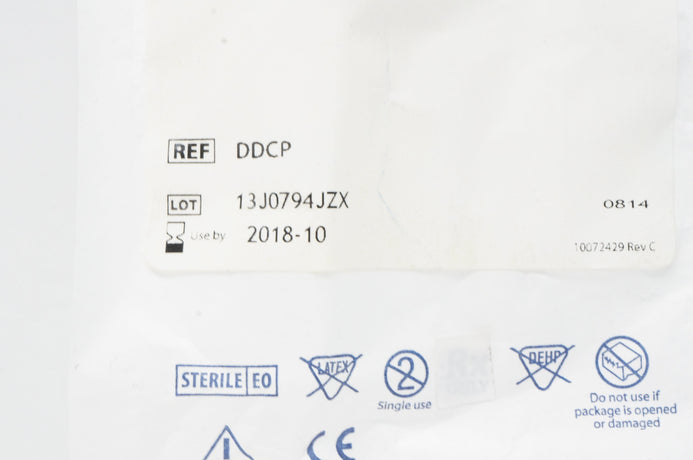 REF DDCP
LOT 13J0794JZX
0814
Use by 2018-10
10072429 Rev C
STERILE EO
LATEX
2
DEHP
Single use
Do not use if
package is opened
or damaged
!
CE